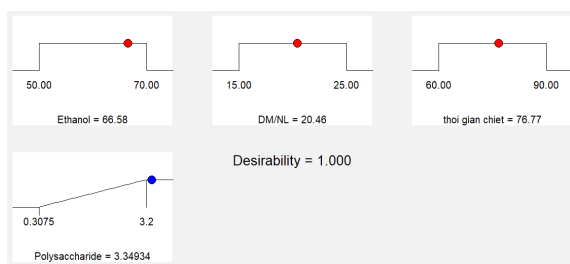 50.00 70.00
Ethanol = 66.58
15.00 25.00
DM/NL = 20.46
60.00 90.00
thoi gian chiet = 76.77
0.3075 3.2
Polysaccharide = 3.34934
Desirability = 1.000